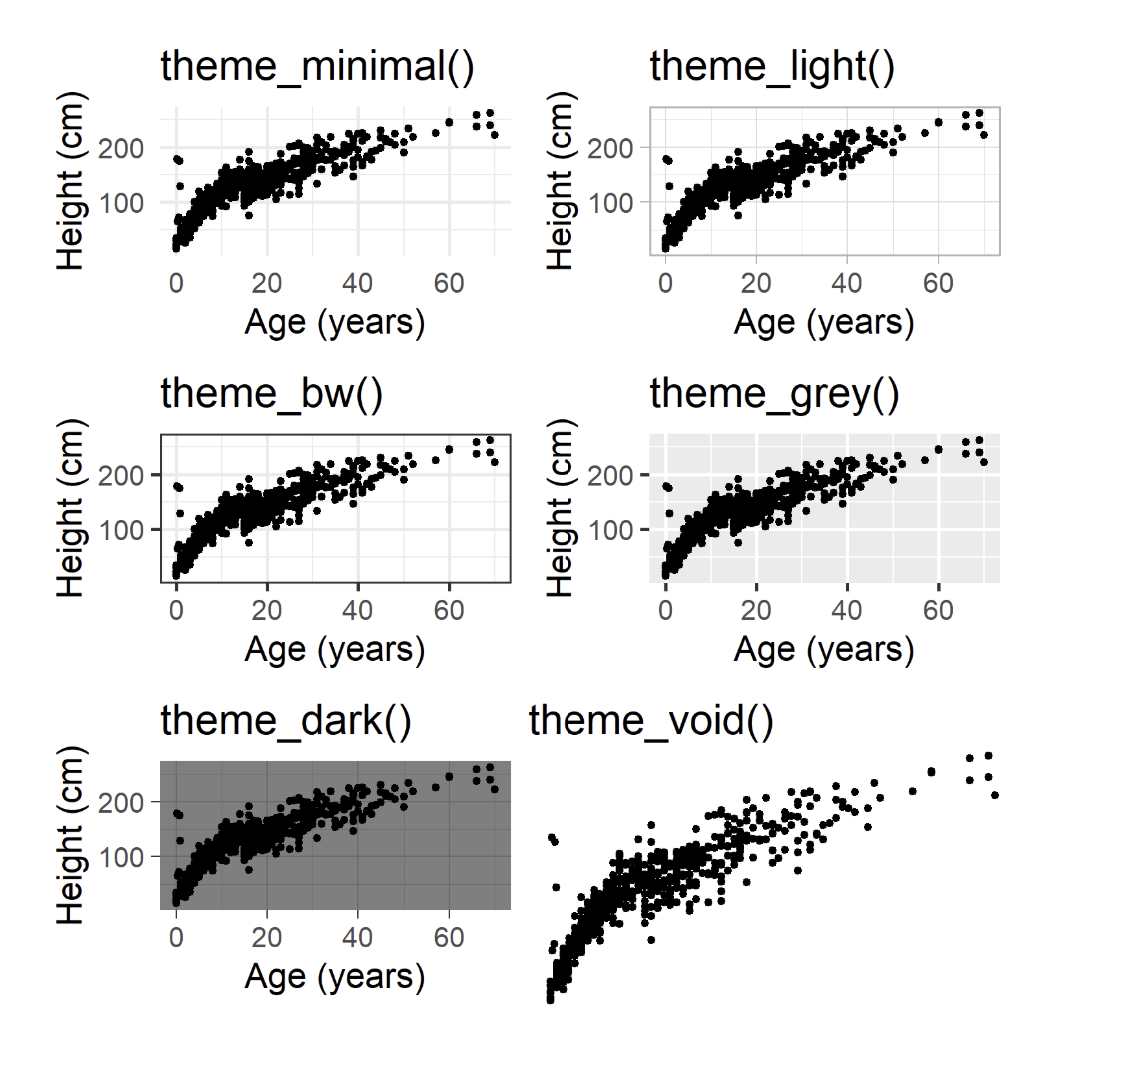 theme_minimal()
Height (cm)
200
100
0 20 40 60
Age (years)
theme_light()
Height (cm)
200
100
0 20 40 60
Age (years)
theme_bw()
Height (cm)
200
100
0 20 40 60
Age (years)
theme_grey()
Height (cm)
200
100
0 20 40 60
Age (years)
theme_dark()
Height (cm)
200
100
0 20 40 60
Age (years)
theme_void()